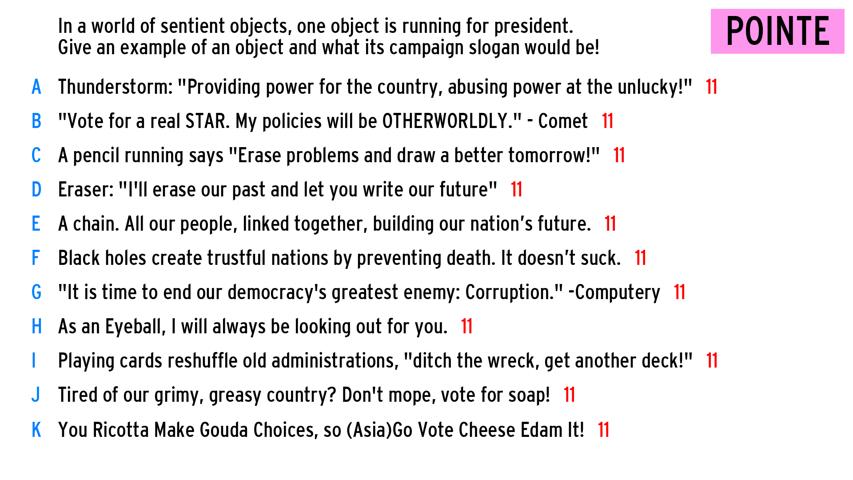 In a world of sentient objects, one object is running for president.
Give an example of an object and what its campaign slogan would be!
POINTE
A Thunderstorm: "Providing power for the country, abusing power at the unlucky!" 11
B "Vote for a real STAR. My policies will be OTHERWORLDLY." - Comet 11
C A pencil running says "Erase problems and draw a better tomorrow!" 11
D Eraser: "I'll erase our past and let you write our future" 11
E A chain. All our people, linked together, building our nation’s future. 11
F Black holes create trustful nations by preventing death. It doesn’t suck. 11
G "It is time to end our democracy's greatest enemy: Corruption." -Computery 11
H As an Eyeball, I will always be looking out for you. 11
I Playing cards reshuffle old administrations, "ditch the wreck, get another deck!" 11
J Tired of our grimy, greasy country? Don't mope, vote for soap! 11
K You Ricotta Make Gouda Choices, so (Asia)Go Vote Cheese Edam It! 11